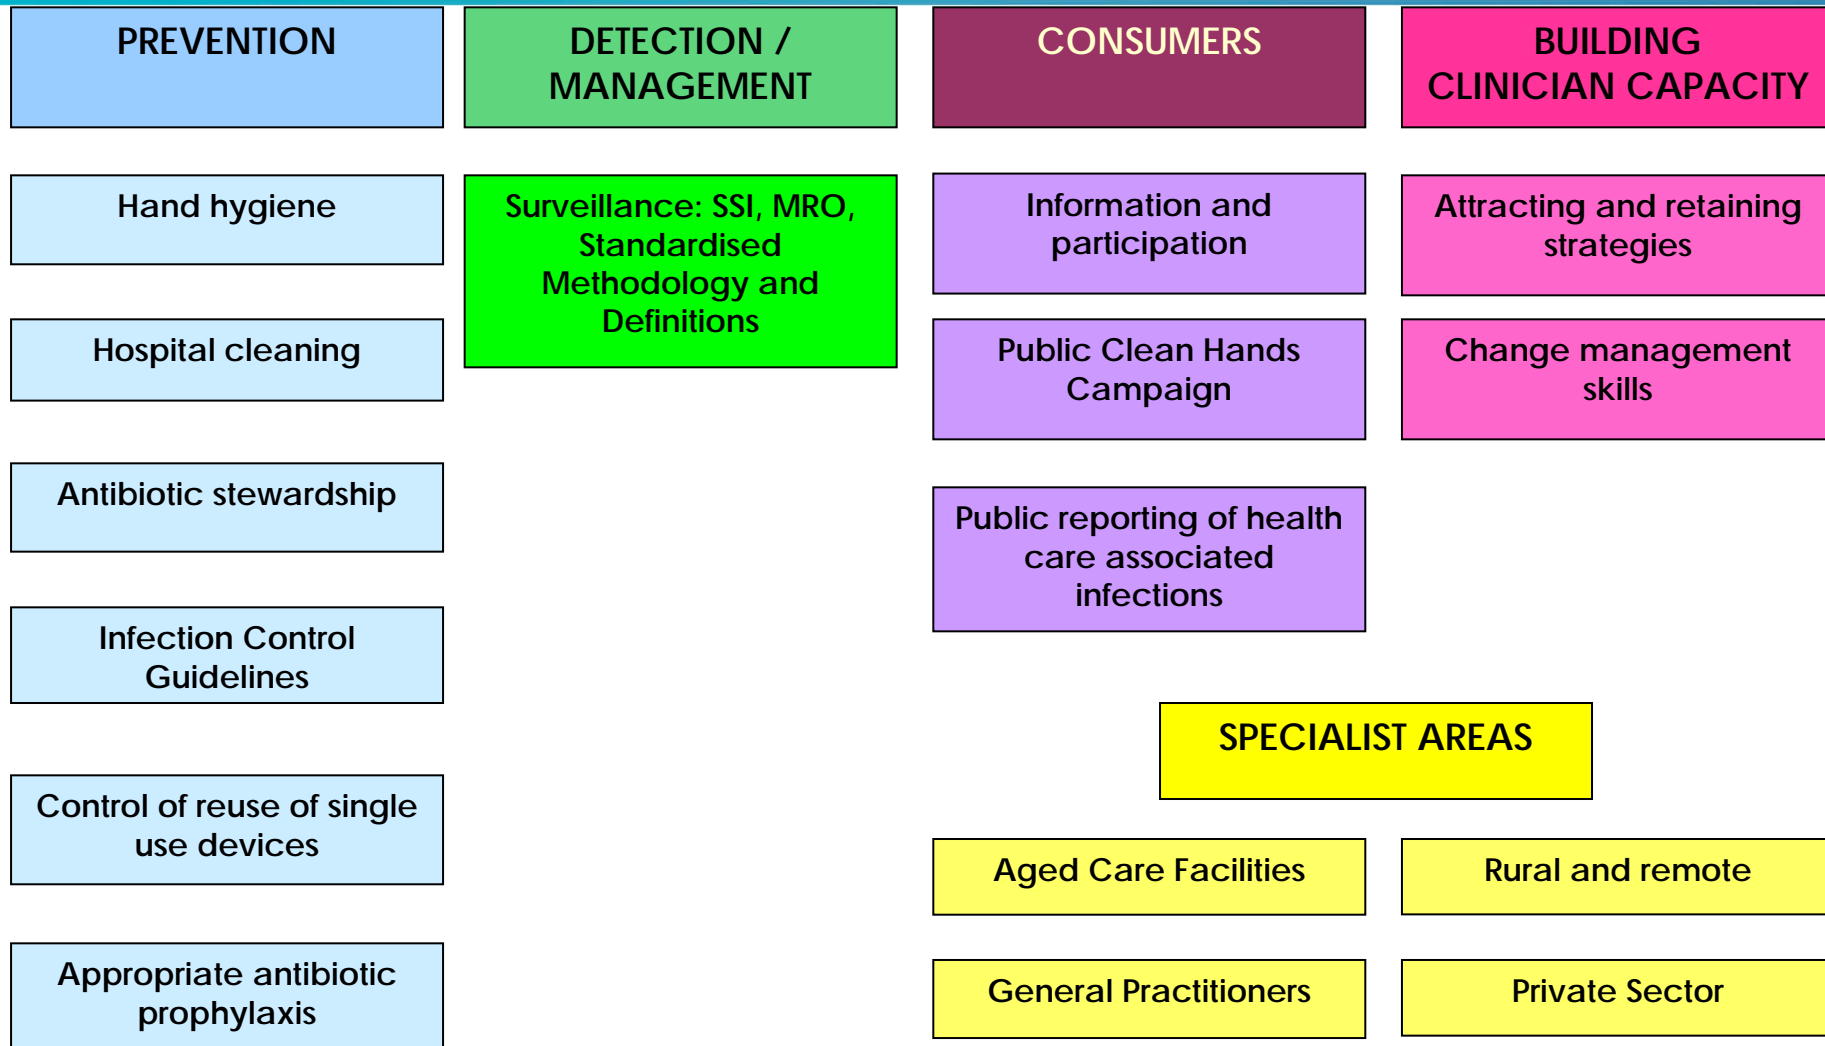 PREVENTION
Hand hygiene
Hospital cleaning
Antibiotic stewardship
Infection Control
Guidelines
Control of reuse of single
use devices
Appropriate antibiotic
prophylaxis
DETECTION /
MANAGEMENT
Surveillance: SSI, MRO,
Standardised
Methodology and
Definitions
CONSUMERS
Information and
participation
Public Clean Hands
Campaign
Public reporting of health
care associated
infections
BUILDING
CLINICIAN CAPACITY
Attracting and retaining
strategies
Change management
skills
SPECIALIST AREAS
Aged Care Facilities
Rural and remote
General Practitioners
Private Sector